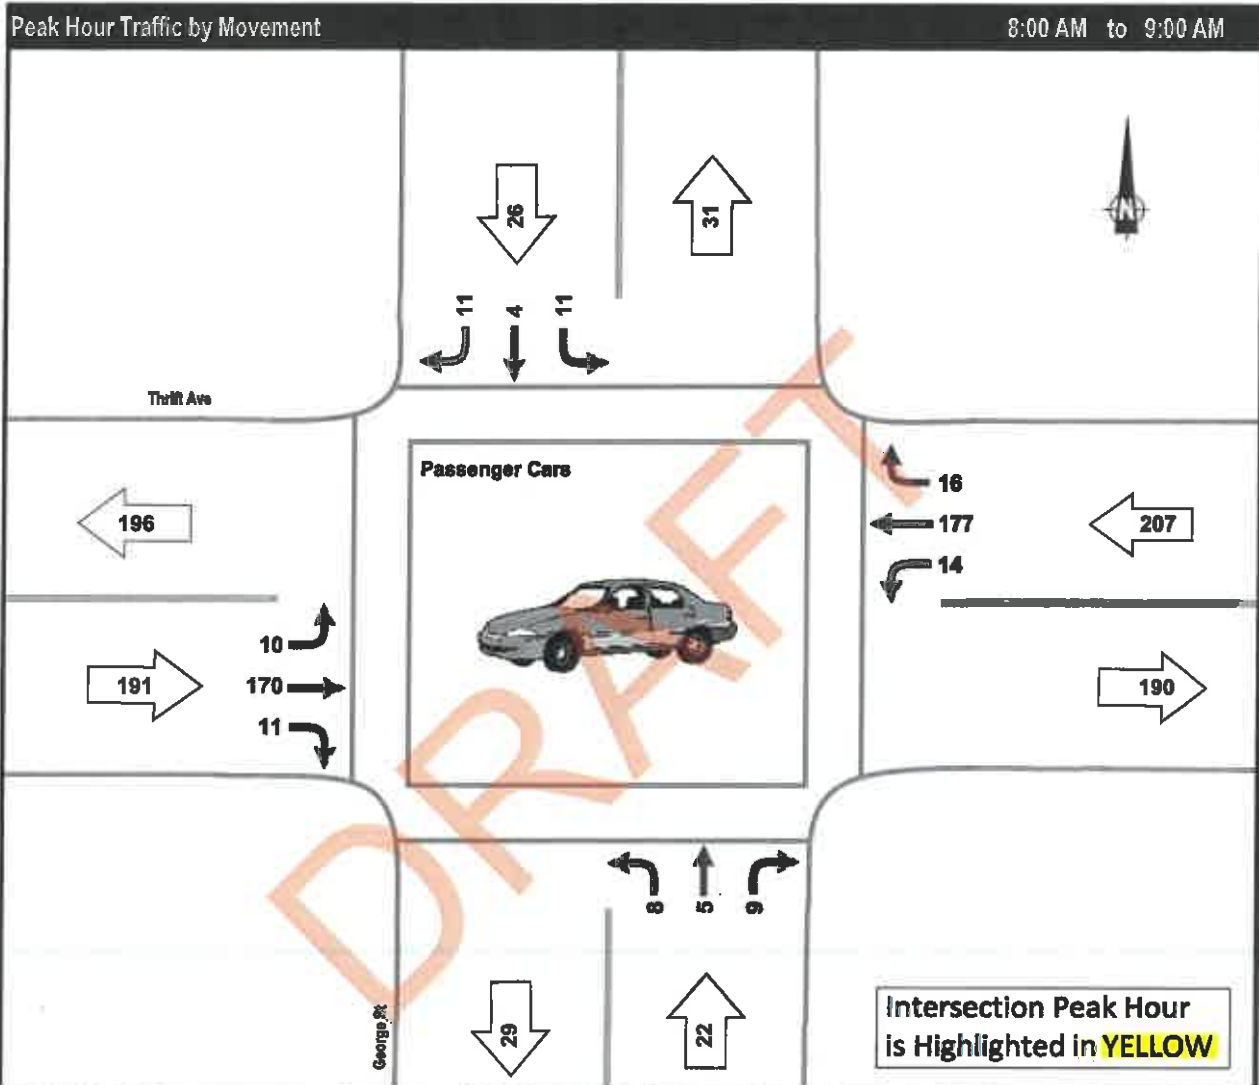 Peak Hour Traffic by Movement 8:00 AM to 9:00 AM
26
31
N
11 4 11
Thrift Ave
Passenger Cars
16
196
177
207
14
10
191
170
190
11
DRAFT
8 5 9
George St
29
22
Intersection Peak Hour
is Highlighted in YELLOW